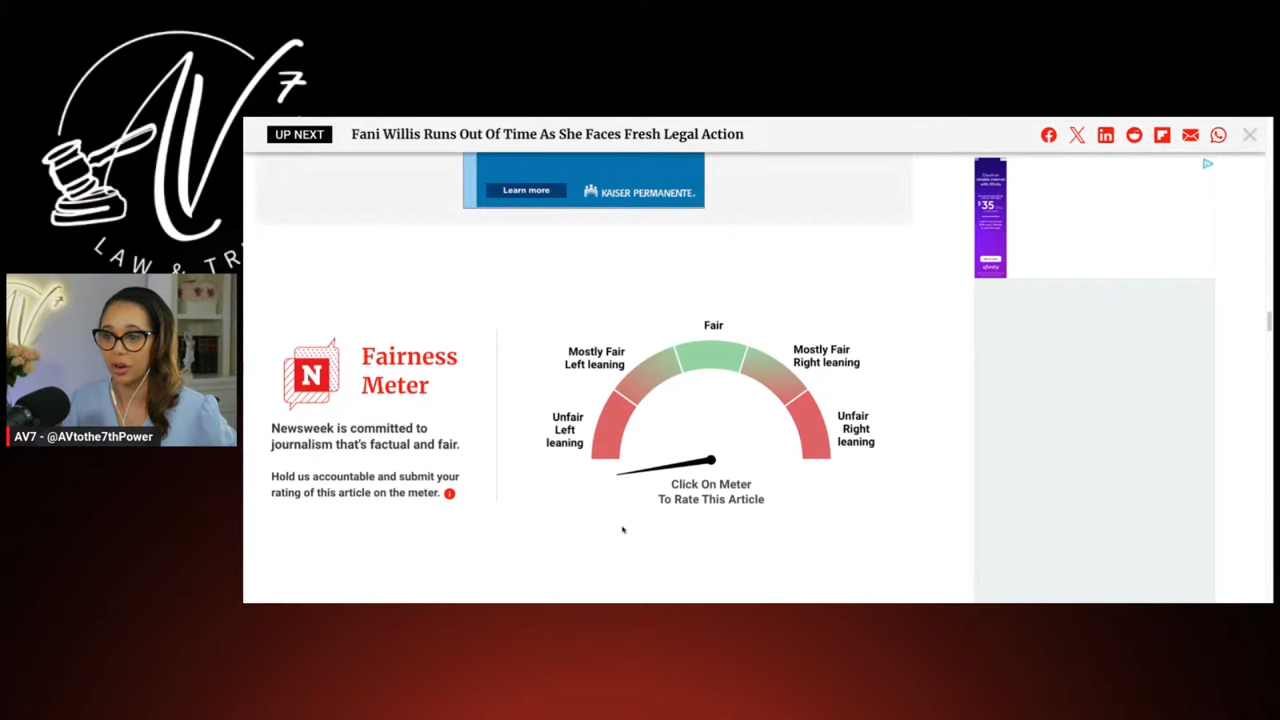 AV7
LAW & TR
UP NEXT
Fani Willis Runs Out Of Time As She Faces Fresh Legal Action
Learn more
KAISER PERMANENTE
$35
xfinity
Fair
Mostly Fair
Left leaning
Mostly Fair
Right leaning
Unfair
Left
leaning
Unfair
Right
leaning
N
Fairness
Meter
Newsweek is committed to
journalism that's factual and fair.
Hold us accountable and submit your
rating of this article on the meter.
Click On Meter
To Rate This Article
AV7
AV7 - @AVtothe7thPower